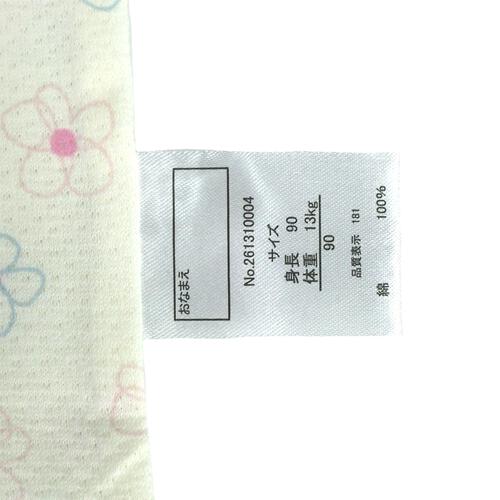 おなまえ
No.261310004
サイズ
身長 90
体重 13kg
90
品質表示 181
綿 100%